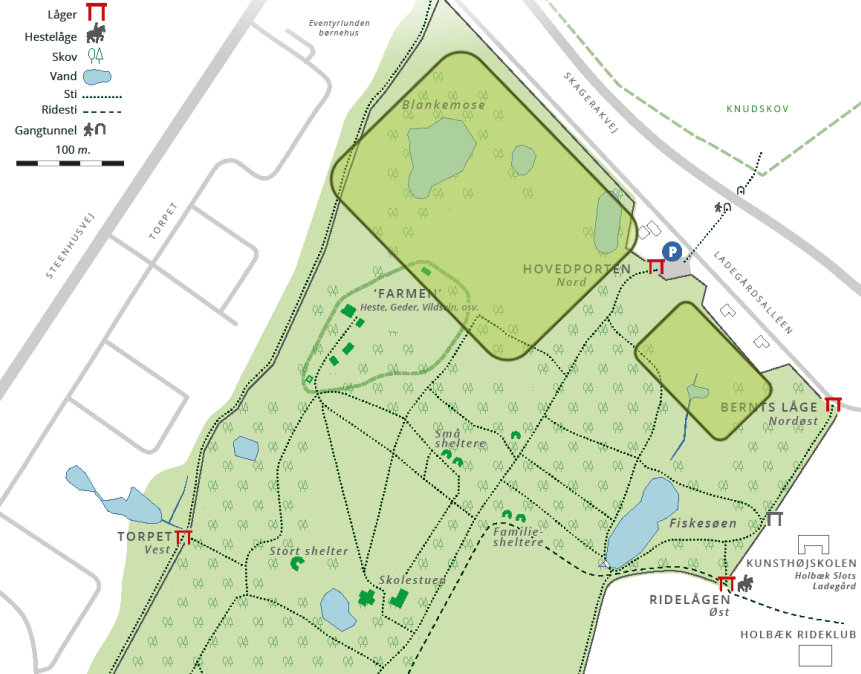 Låger
Hestelåge
Skov
Vand
Sti
Ridesti
Gangtunnel
100 m.
Eventyrlunden
børnehus
STEENHUSVEJ
TORPET
SKAGERAKVEJ
KNUDSKOV
Blankemose
P
LADEGÅRDSALLÉEN
HOVEDPORTEN
Nord
'FARMEN'
Heste, Geder, Vildsvin, osv.
BERNTS LÅGE
Nordøst
Små
sheltere
Familie-
sheltere
Fiskesøen
TORPET
Vest
Stort shelter
Skolestuen
KUNSTHØJSKOLEN
Holbæk Slots
Ladegård
RIDELÅGEN
Øst
HOLBÆK RIDEKLUB